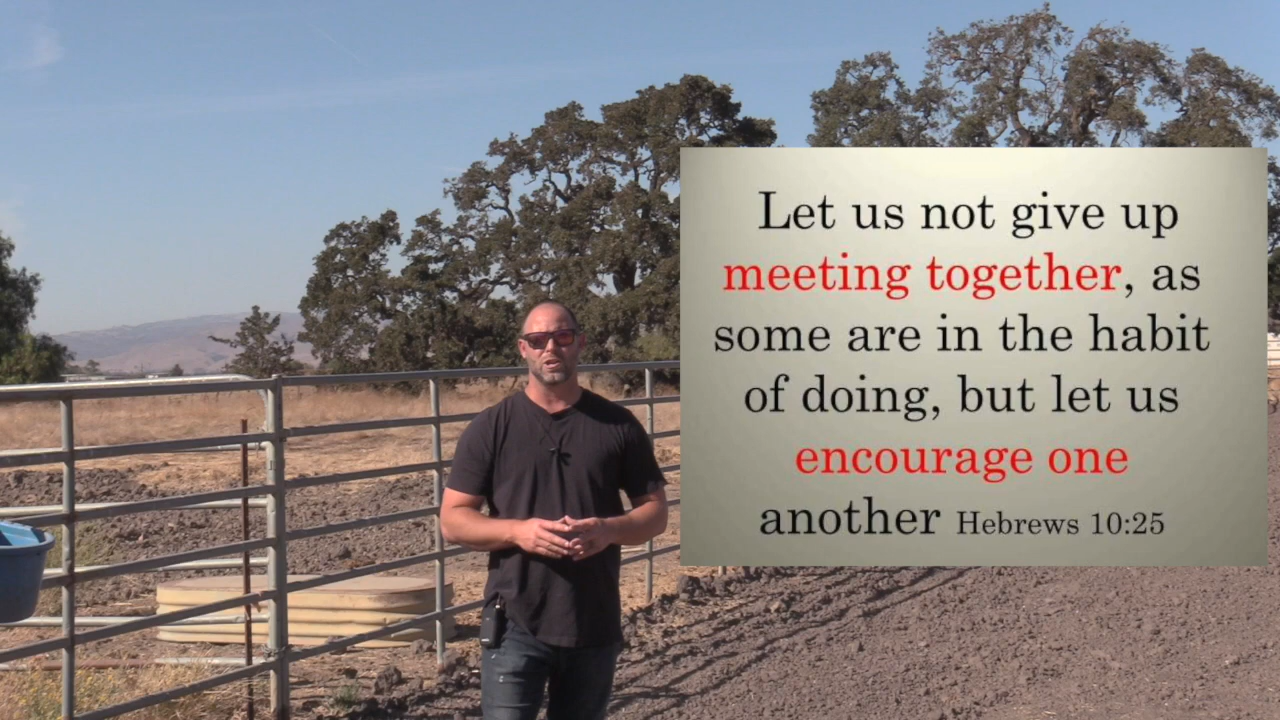 Let us not give up
meeting together, as
some are in the habit
of doing, but let us
encourage one
another Hebrews 10:25